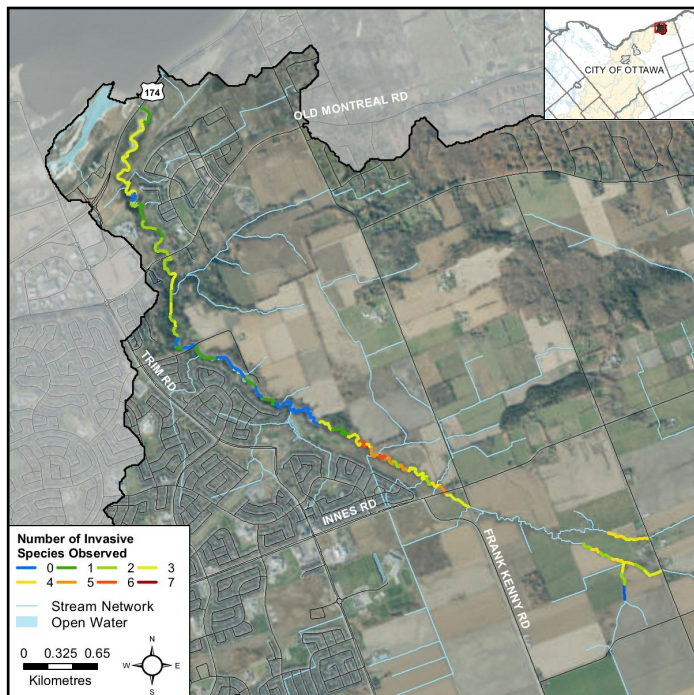 CITY OF OTTAWA
174
OLD MONTREAL RD
TRIM RD
INNES RD
FRANK KENNY RD
Number of Invasive
Species Observed
0 1 2 3
4 5 6 7
Stream Network
Open Water
0 0.325 0.65
Kilometres
N
W E
S